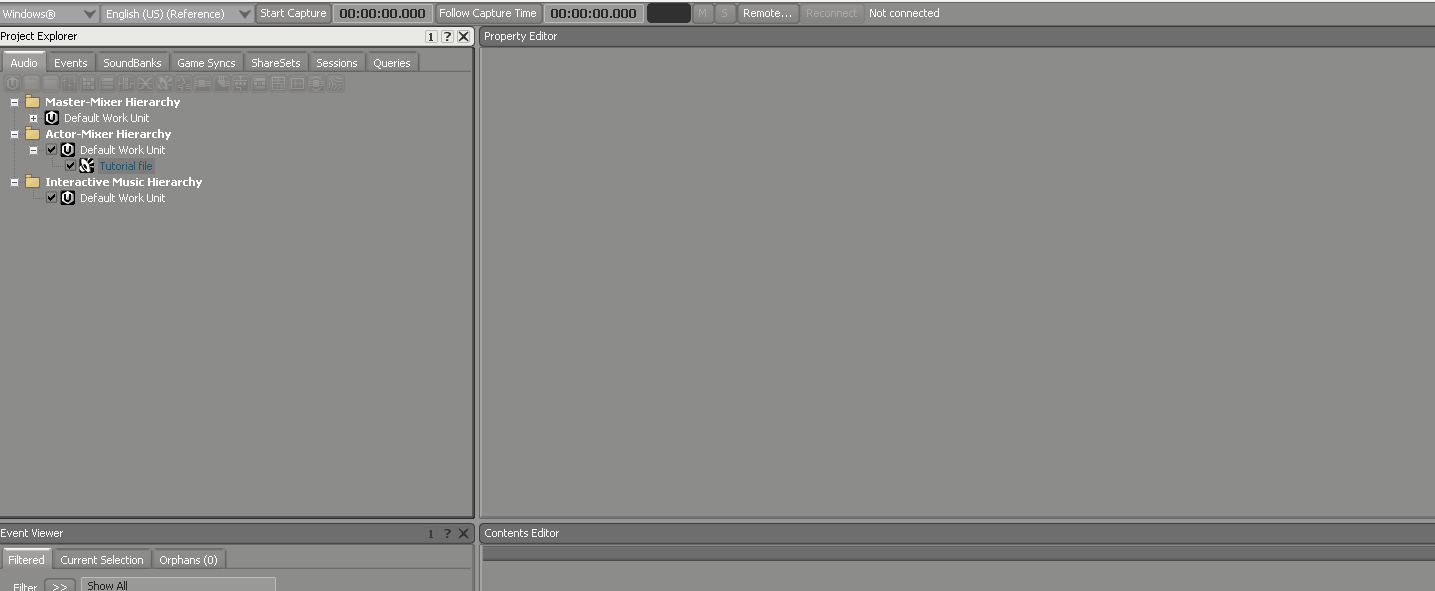 Windows® English (US) (Reference) Start Capture 00:00:00.000 Follow Capture Time 00:00:00.000 M S Remote... Reconnect Not connected
Project Explorer 1 ? X Property Editor
Audio Events SoundBanks Game Syncs ShareSets Sessions Queries
Master-Mixer Hierarchy
Default Work Unit
Actor-Mixer Hierarchy
Default Work Unit
Tutorial file
Interactive Music Hierarchy
Default Work Unit
Event Viewer 1 ? X Contents Editor
Filtered Current Selection Orphans (0)
Filter >> Show All